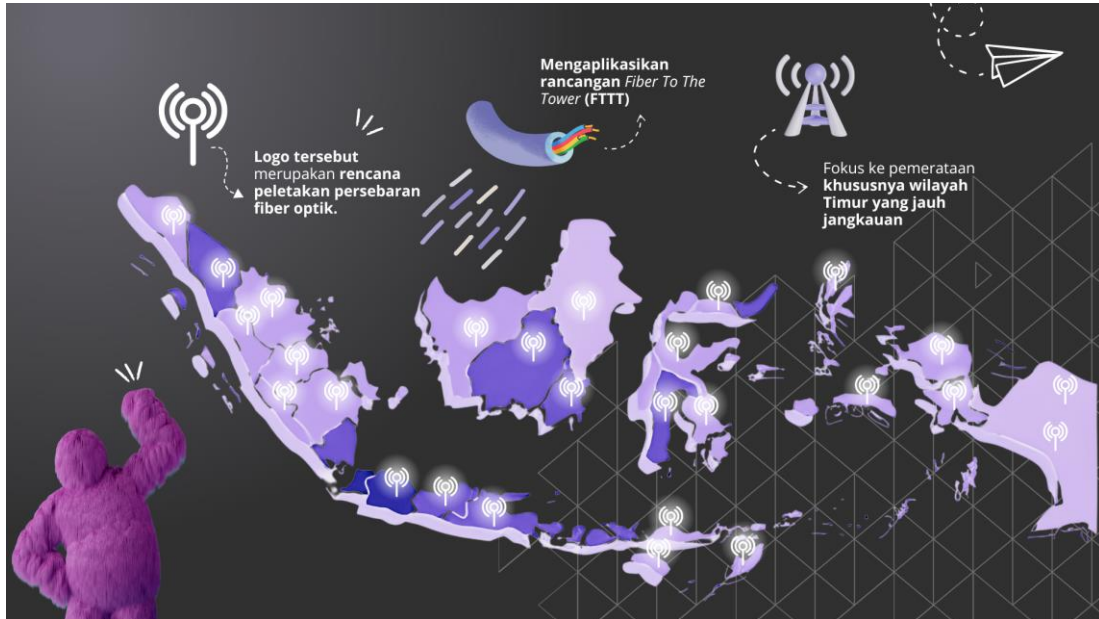 Logo tersebut
merupakan rencana
peletakan persebaran
fiber optik.
Mengaplikasikan
rancangan Fiber To The
Tower (FTTT)
Fokus ke pemerataan
khususnya wilayah
Timur yang jauh
jangkauan